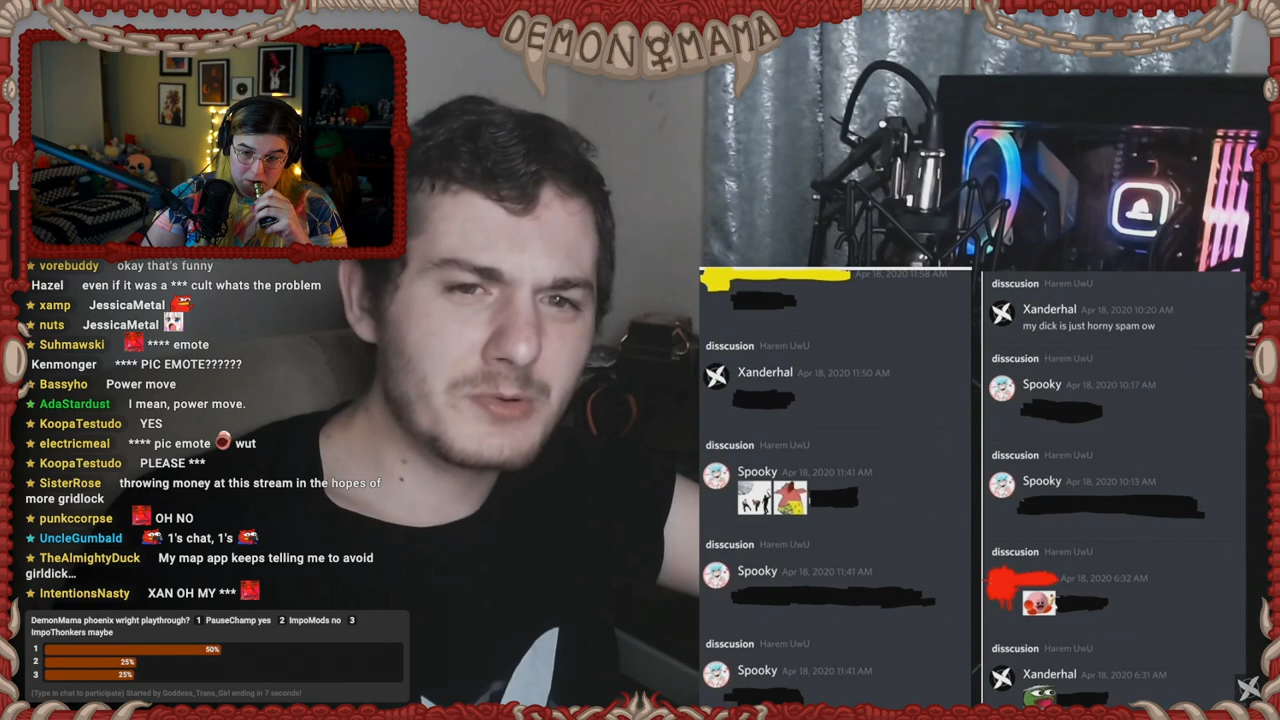 DEMON MAMA
vorebuddy okay that's funny
Hazel even if it was a *** cult whats the problem
xamp JessicaMetal
nuts JessicaMetal
Suhmawski **** emote
Kenmonger **** PIC EMOTE??????
Bassyho Power move
AdaStardust I mean, power move.
KoopaTestudo YES
electricmeal **** pic emote wut
KoopaTestudo PLEASE ***
SisterRose throwing money at this stream in the hopes of
more gridlock
punkccorpse OH NO
UncleGumbald 1's chat, 1's
TheAlmightyDuck My map app keeps telling me to avoid
girldick...
IntentionsNasty XAN OH MY ***
DemonMama phoenix wright playthrough? 1 PauseChamp yes 2 ImpoMods no 3
ImpoThonkers maybe
1 50%
2 25%
3 25%
(Type in chat to participate) Started by Goddess_Trans_Girl ending in 7 seconds!
Apr 18, 2020 11:58 AM
disscusion Harem UwU
Xanderhal Apr 18, 2020 11:50 AM
disscusion Harem UwU
Spooky Apr 18, 2020 11:41 AM
disscusion Harem UwU
Spooky Apr 18, 2020 11:41 AM
disscusion Harem UwU
Spooky Apr 18, 2020 11:41 AM
disscusion Harem UwU
Xanderhal Apr 18, 2020 10:20 AM
my dick is just horny spam ow
disscusion Harem UwU
Spooky Apr 18, 2020 10:17 AM
disscusion Harem UwU
Spooky Apr 18, 2020 10:13 AM
disscusion Harem UwU
Apr 18, 2020 6:32 AM
disscusion Harem UwU
Xanderhal Apr 18, 2020 6:31 AM